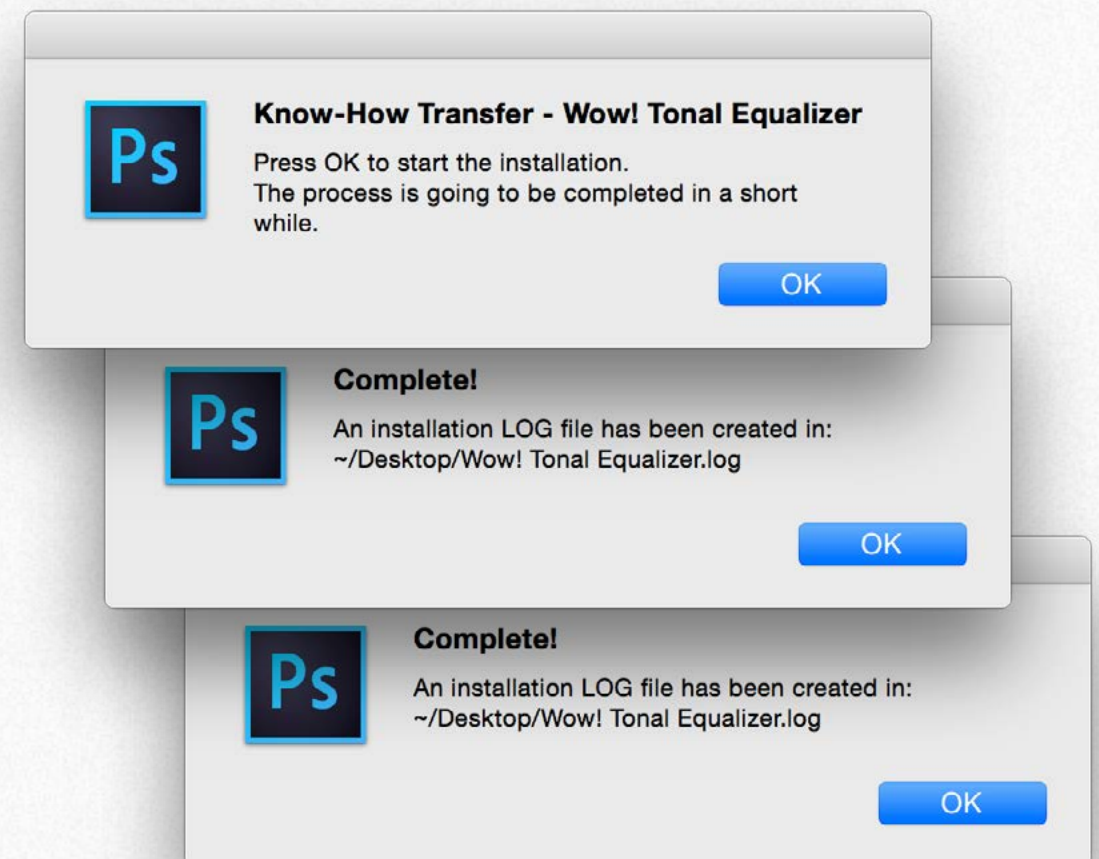 Ps
Know-How Transfer - Wow! Tonal Equalizer
Press OK to start the installation.
The process is going to be completed in a short
while.
OK
Ps
Complete!
An installation LOG file has been created in:
~/Desktop/Wow! Tonal Equalizer.log
OK
Ps
Complete!
An installation LOG file has been created in:
~/Desktop/Wow! Tonal Equalizer.log
OK